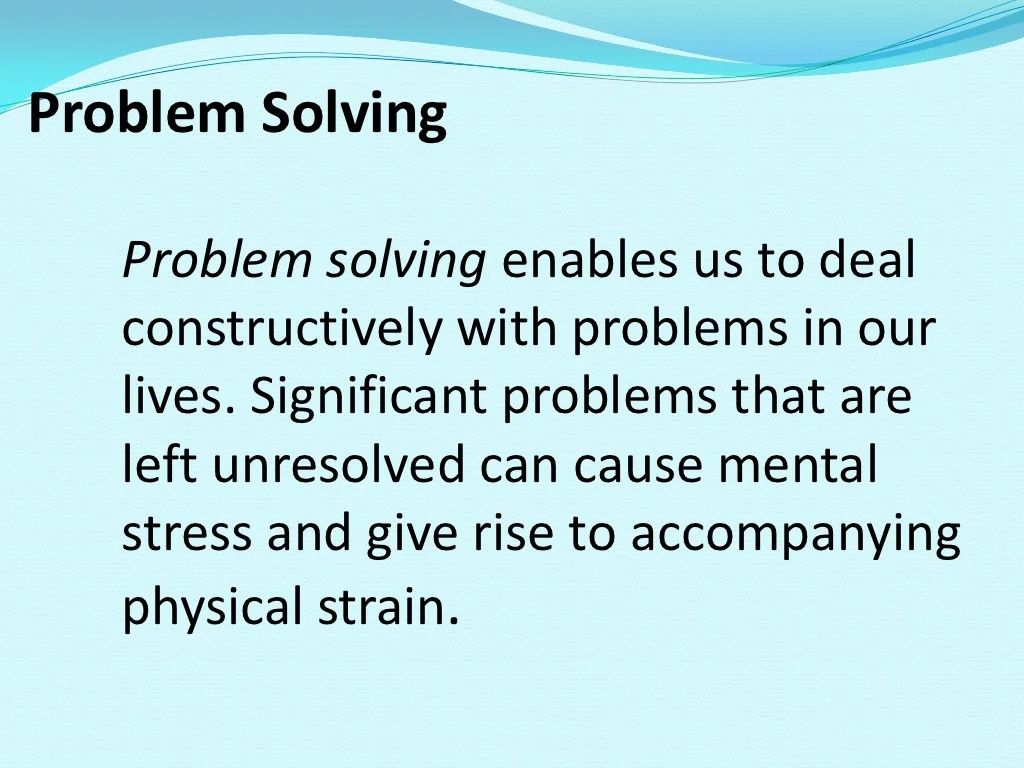 Problem Solving
Problem solving enables us to deal
constructively with problems in our
lives. Significant problems that are
left unresolved can cause mental
stress and give rise to accompanying
physical strain.